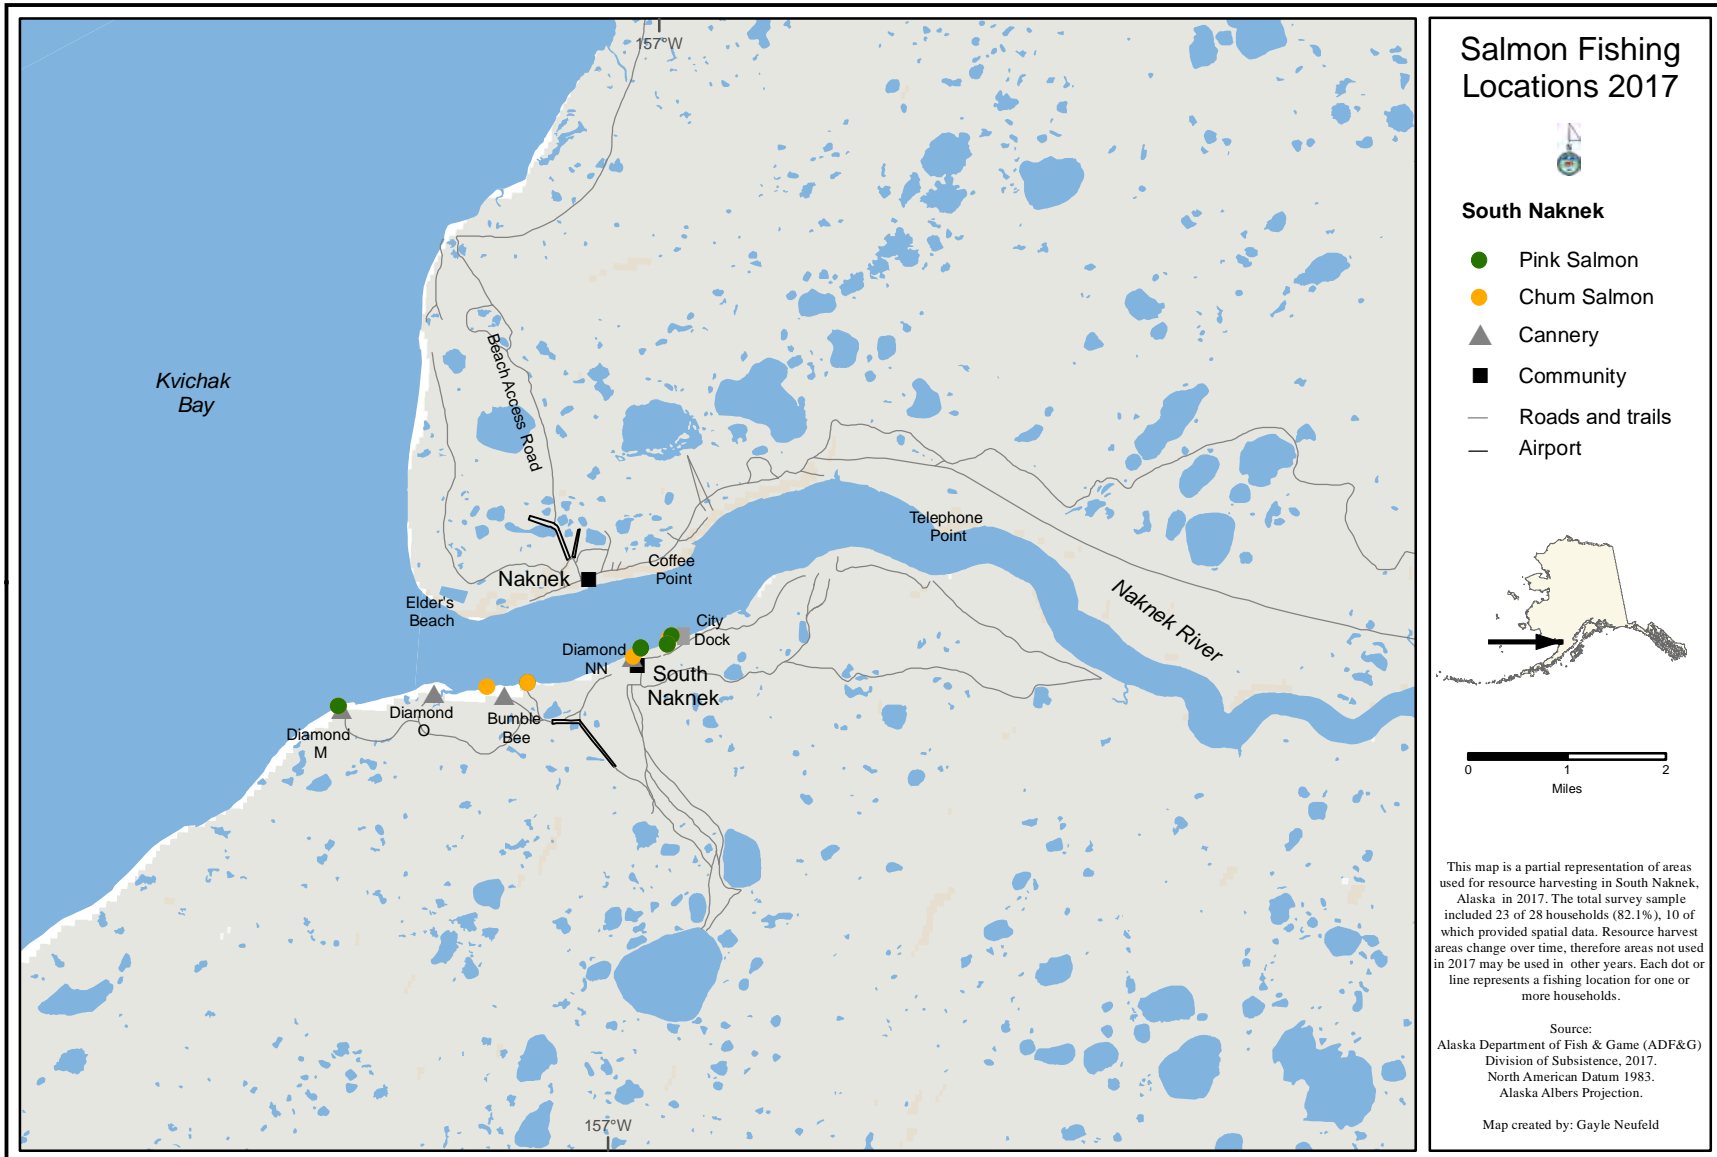 157°W
Kvichak
Bay
Beach Access Road
Telephone
Point
Coffee
Point
Naknek
Elder's
Beach
Naknek River
City
Dock
Diamond
NN
South
Naknek
Diamond
M
Diamond
O
Bumble
Bee
157°W
Salmon Fishing
Locations 2017
South Naknek
Pink Salmon
Chum Salmon
Cannery
Community
Roads and trails
Airport
0 1 2
Miles
This map is a partial representation of areas
used for resource harvesting in South Naknek,
Alaska in 2017. The total survey sample
included 23 of 28 households (82.1%), 10 of
which provided spatial data. Resource harvest
areas change over time, therefore areas not used
in 2017 may be used in other years. Each dot or
line represents a fishing location for one or
more households.
Source:
Alaska Department of Fish & Game (ADF&G)
Division of Subsistence, 2017.
North American Datum 1983.
Alaska Albers Projection.
Map created by: Gayle Neufeld